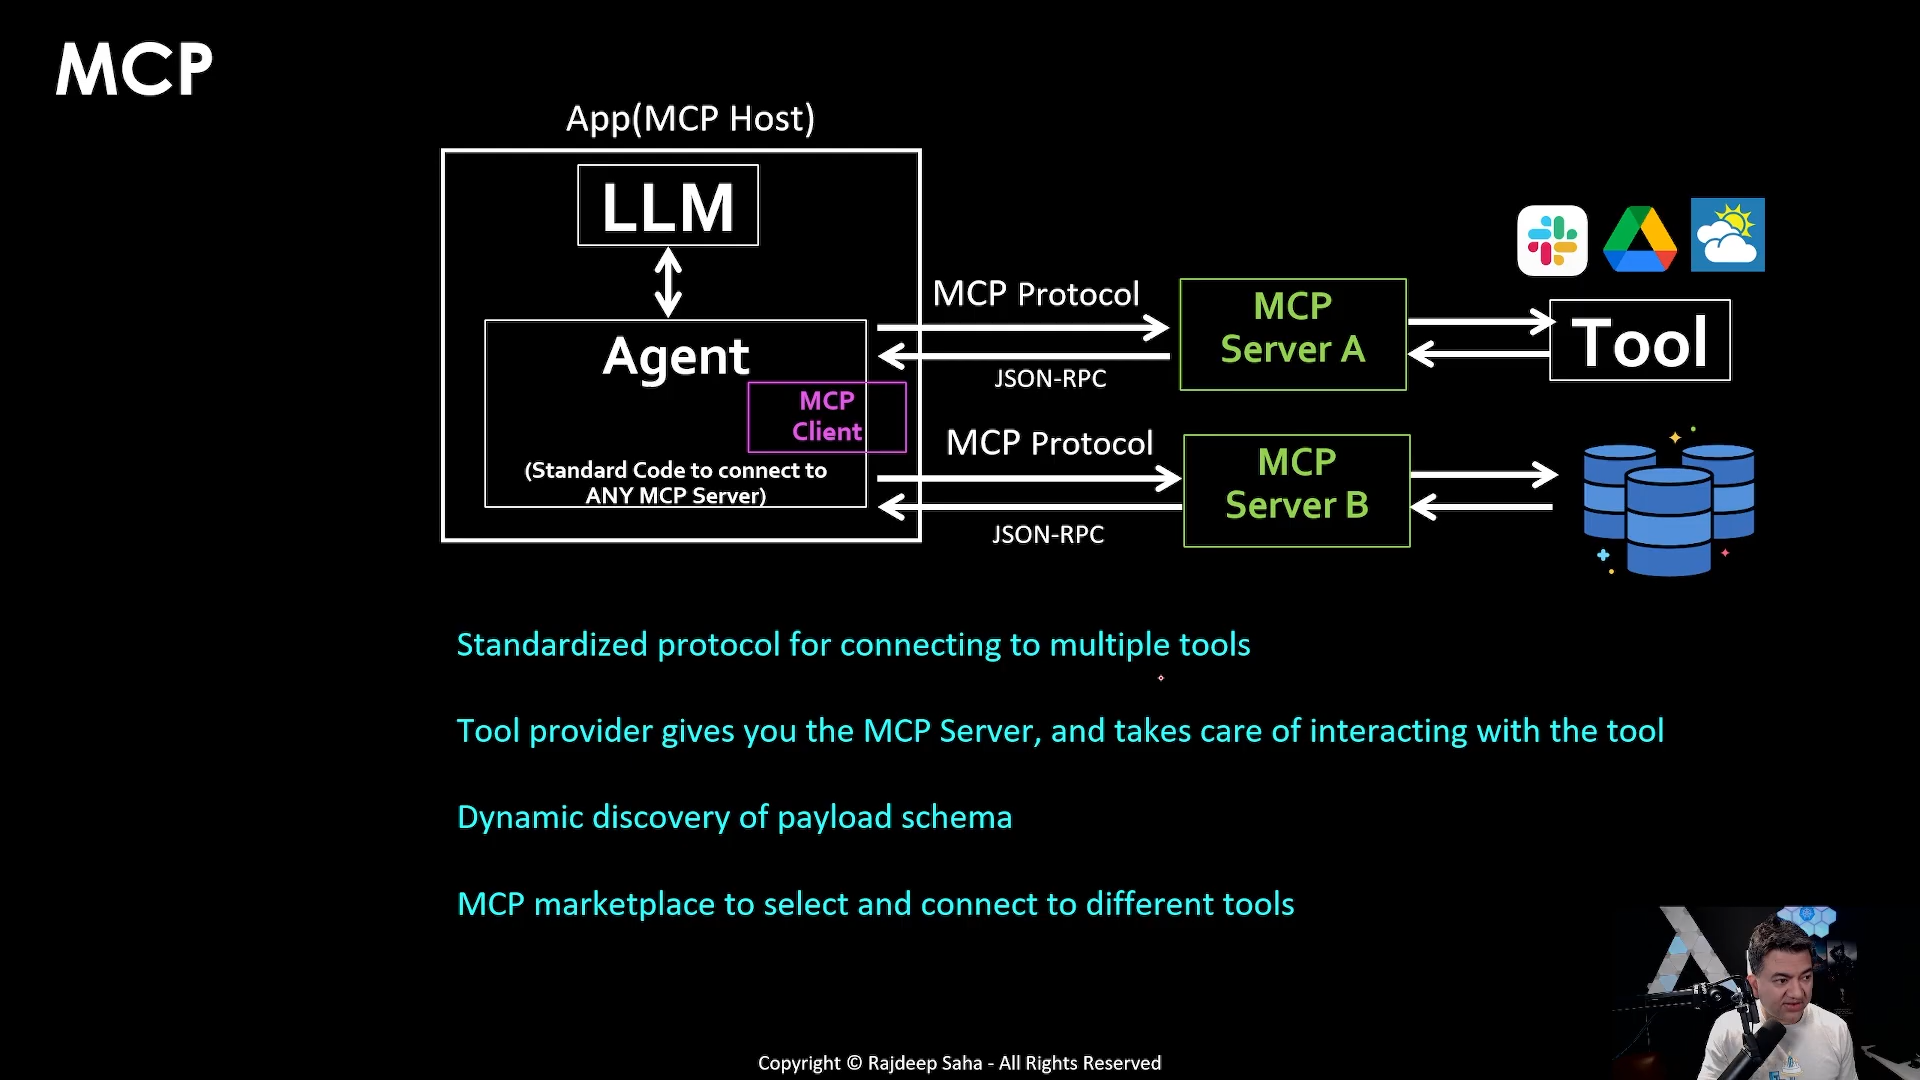 MCP
App(MCP Host)
LLM
Agent
MCP
Client
(Standard Code to connect to
ANY MCP Server)
MCP Protocol
JSON-RPC
MCP Protocol
JSON-RPC
MCP
Server A
MCP
Server B
Tool
Standardized protocol for connecting to multiple tools
Tool provider gives you the MCP Server, and takes care of interacting with the tool
Dynamic discovery of payload schema
MCP marketplace to select and connect to different tools
Copyright © Rajdeep Saha - All Rights Reserved